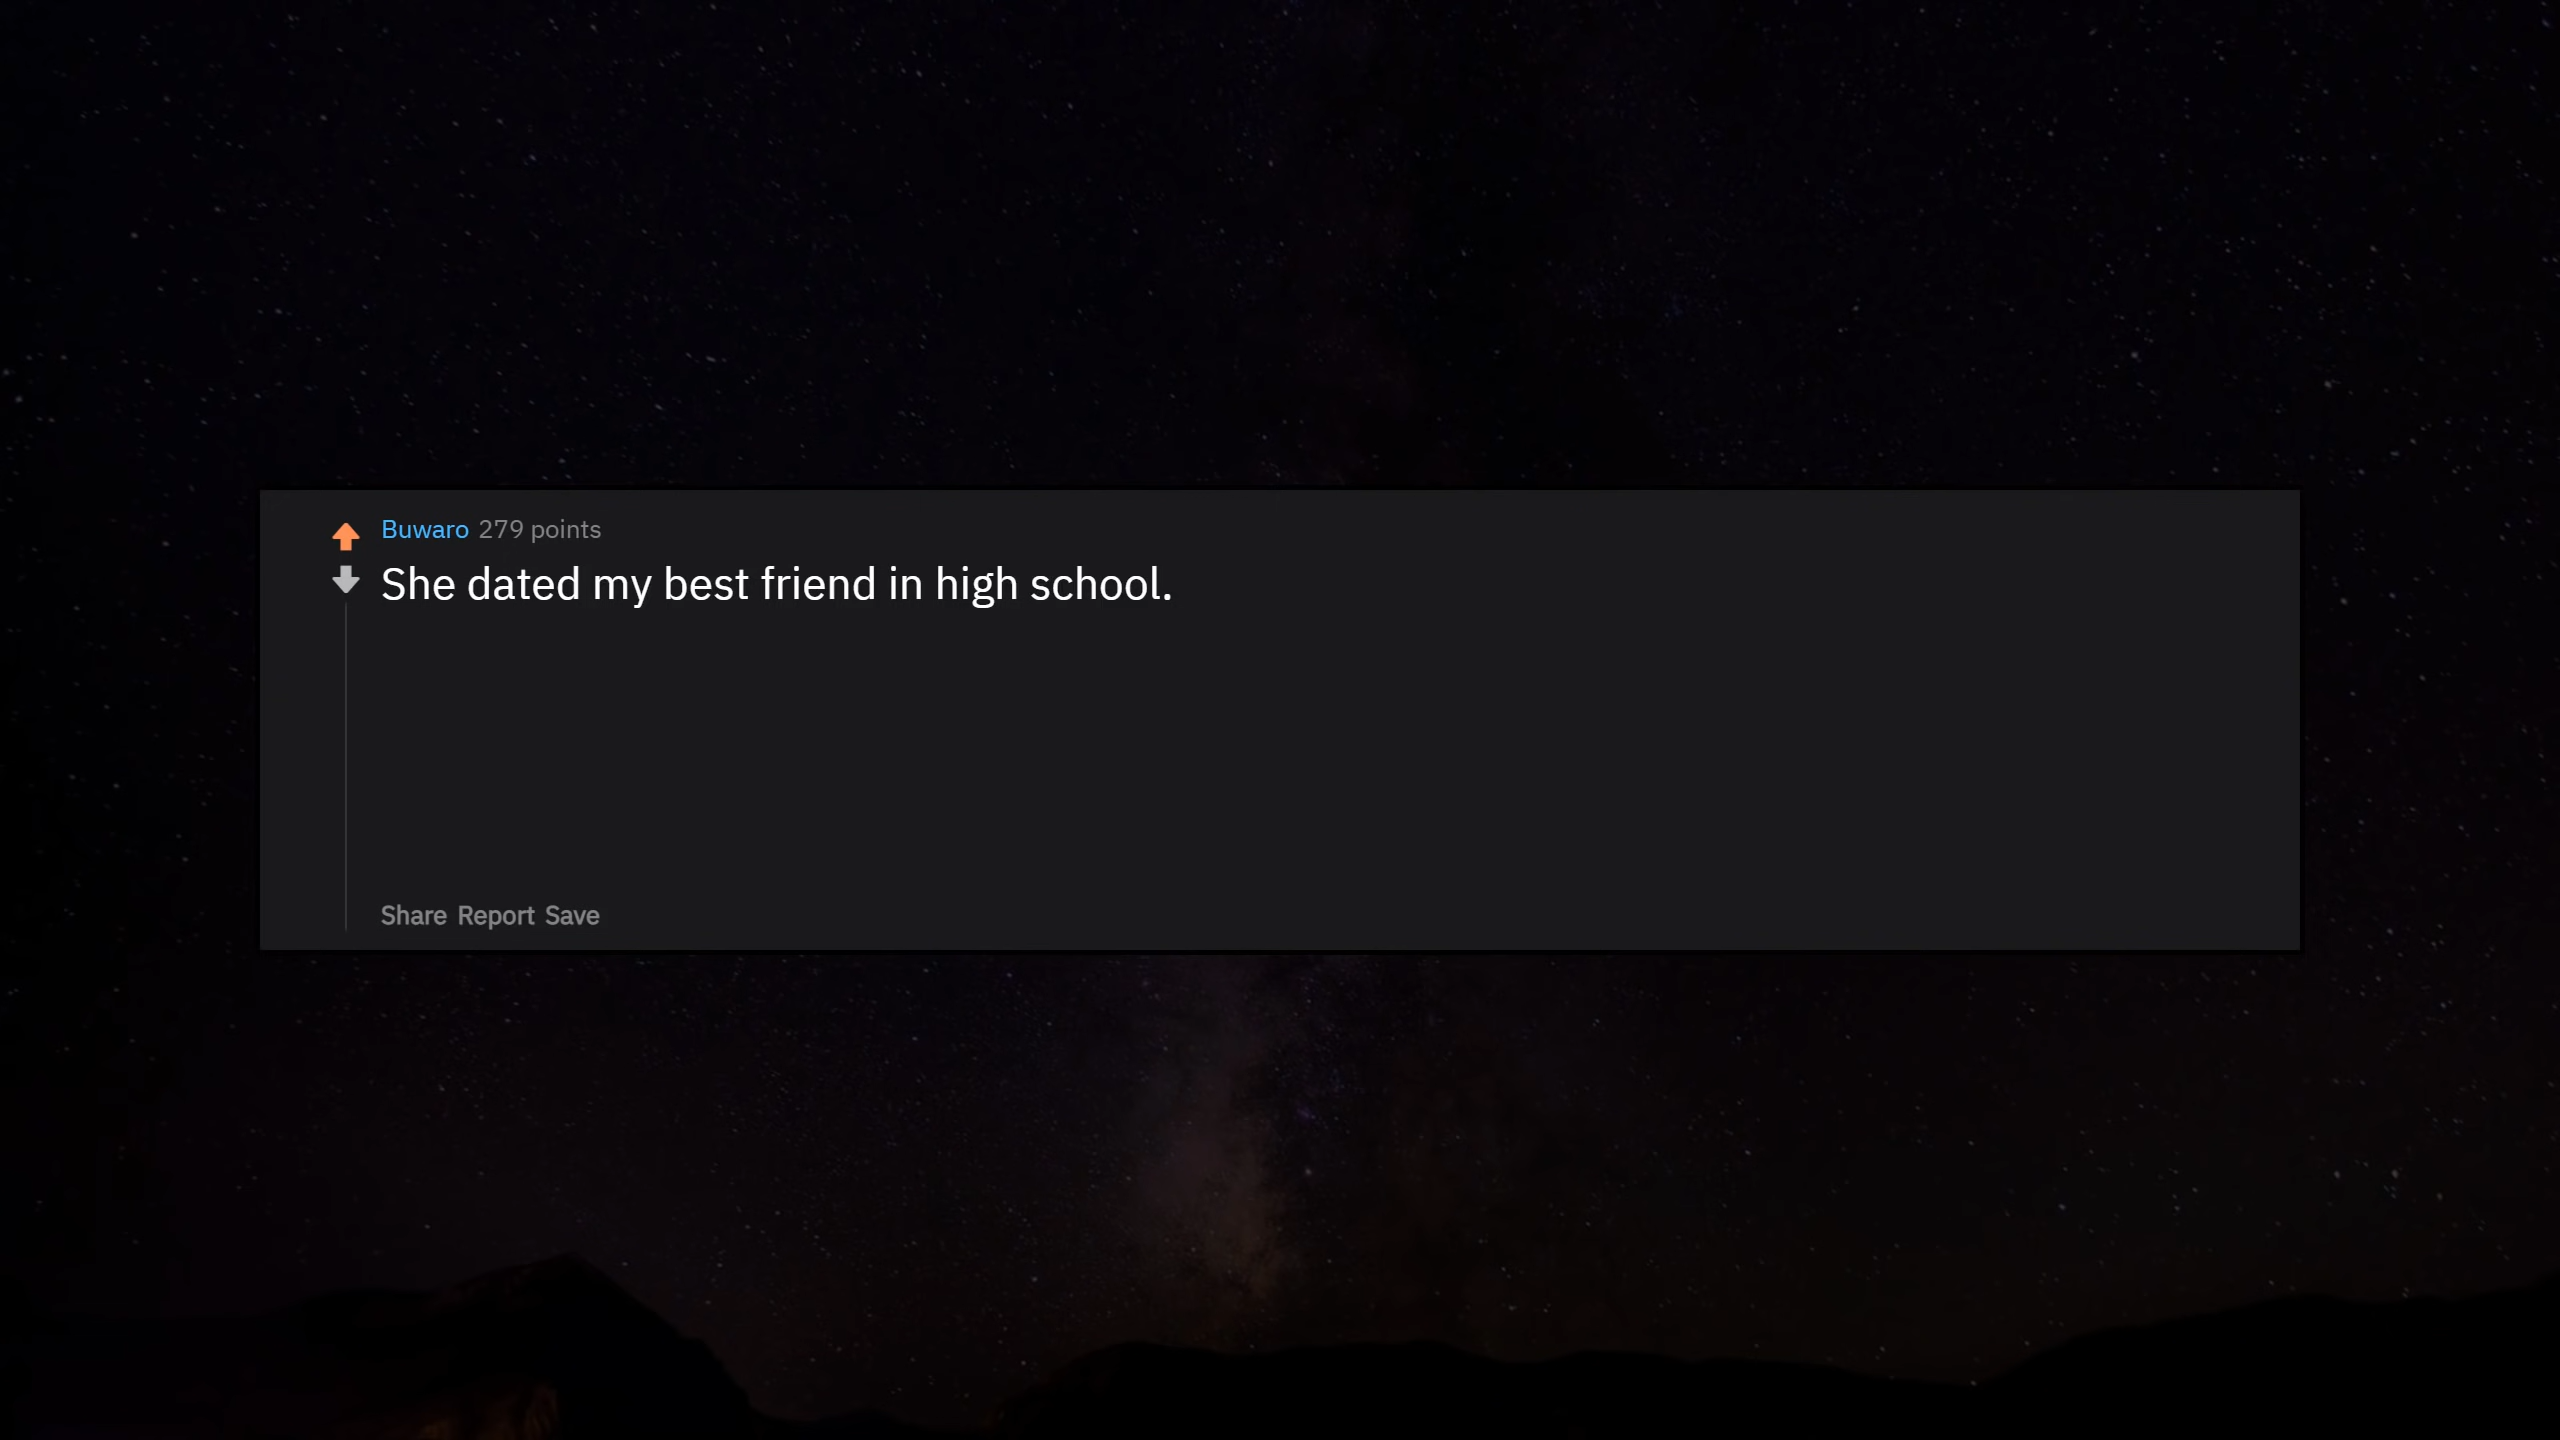 Buwaro 279 points
She dated my best friend in high school.
Share Report Save